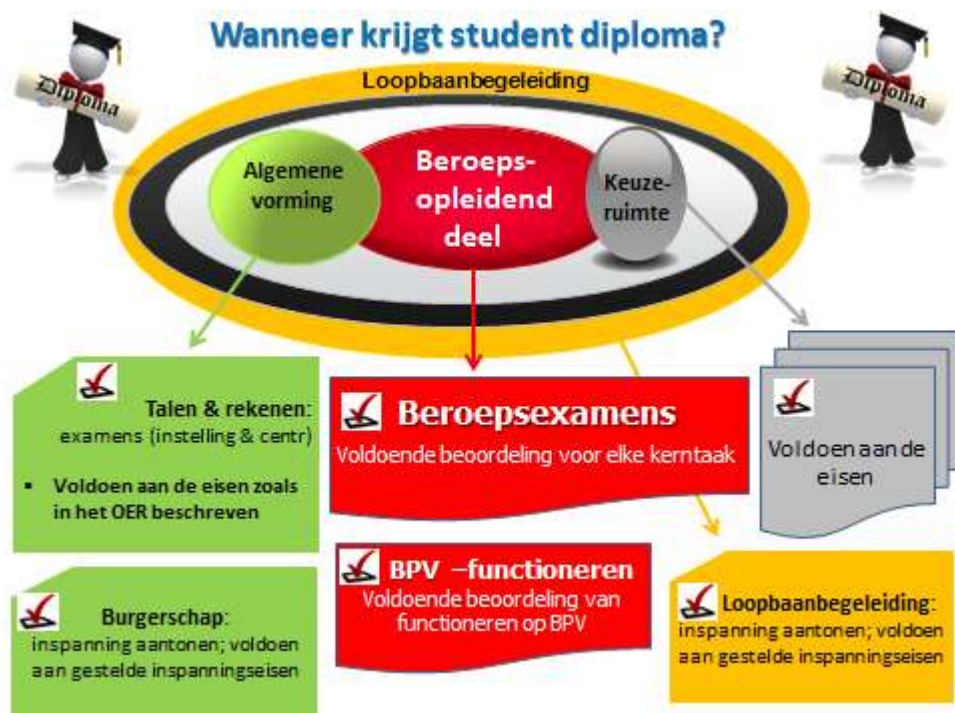 Wanneer krijgt student diploma?
Diploma
Diploma
Loopbaanbegeleiding
Algemene
vorming
Beroeps-
opleidend
deel
Keuze-
ruimte
Talen & rekenen:
examens (instelling & centr)
▪ Voldoen aan de eisen zoals
in het OER beschreven
Beroepsexamens
Voldoende beoordeling voor elke kerntaak
Voldoen aan de
eisen
Burgerschap:
inspanning aantonen; voldoen
aan gestelde inspanningseisen
BPV –functioneren
Voldoende beoordeling van
functioneren op BPV
Loopbaanbegeleiding:
inspanning aantonen; voldoen
aan gestelde inspanningseisen